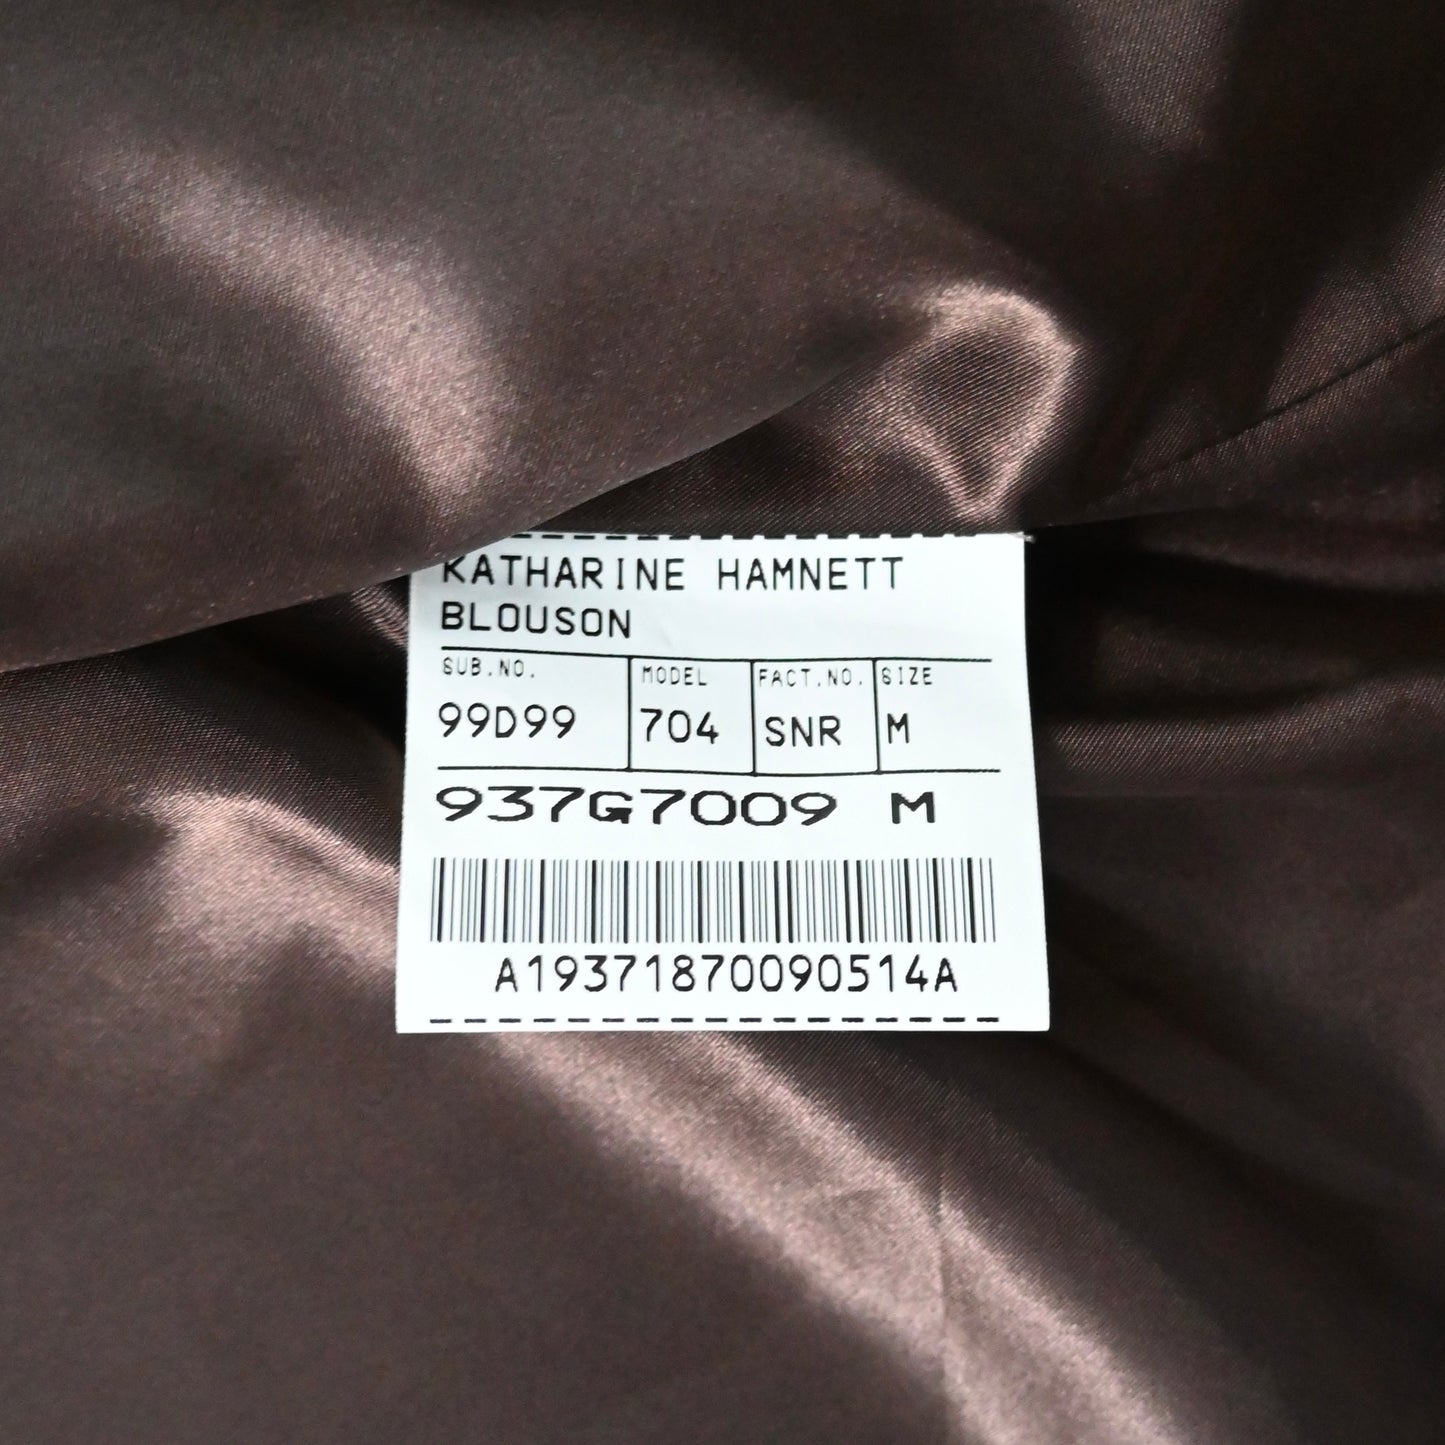 KATHARINE HAMNETT
BLOUSON
SUB.NO. MODEL FACT.NO. SIZE
99D99 704 SNR M
937G7009 M
A19371870090514A